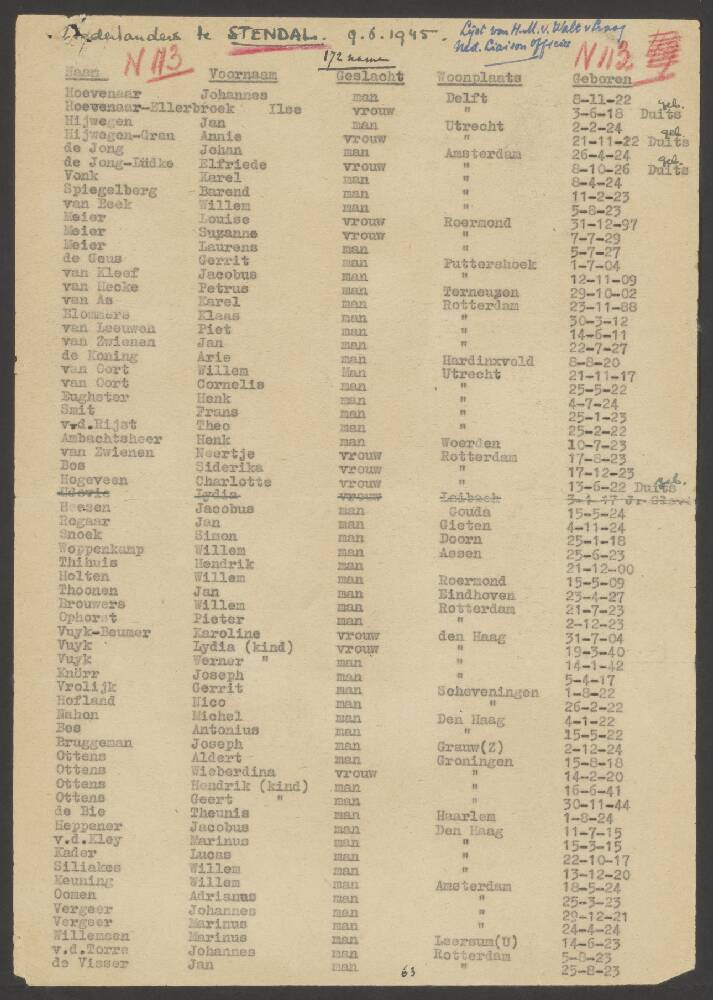 Nederlanders te STENDAL. 9.6.1945. Lijst van H.M. v. Walt v Praag
Ned. Liaison officier
N 113 172 namen N 113
Naam Voornaam Geslacht Woonplaats Geboren
Hoevenaar Johannes man Delft 8-11-22
Hoevenaar-Ellerbroek Ilse vrouw " 3-6-18 Duits geb.
Hijwegen Jan man Utrecht 2-2-24
Hijwegen-Grau Annie vrouw " 21-11-22 Duits geb.
de Jong Johan man Amsterdam 26-4-24
de Jong-Lüdke Elfriede vrouw " 8-10-26 Duits geb.
Vonk Karel man " 8-4-24
Spiegelberg Barend man " 11-2-23
van Beek Willem man " 5-8-23
Meier Louise vrouw Roermond 31-12-97
Meier Suzanne vrouw " 7-7-29
Meier Laurens man " 5-7-27
de Geus Gerrit man Puttershoek 1-7-04
van Kleef Jacobus man " 12-11-09
van Hecke Petrus man Terneuzen 29-10-02
van As Karel man Rotterdam 23-11-88
Blommers Klaas man " 30-3-12
van Leeuwen Piet man " 14-6-11
van Zwienen Jan man " 22-7-27
de Koning Arie man Hardinxveld 8-8-20
van Oort Willem Man Utrecht 21-11-17
van Oort Cornelis man " 25-5-22
Eughster Henk man " 4-7-24
Smit Frans man " 25-1-23
v.d.Rijst Theo man " 25-2-22
Ambachtsheer Henk man Woerden 10-7-23
van Zwienen Neertje vrouw Rotterdam 17-8-23
Bos Siderika vrouw " 17-12-23
Hogeveen Charlotte vrouw " 13-6-22 Duits geb.
Lydia vrouw Laibach
Heesen Jacobus man Gouda 15-5-24
Rogaar Jan man Gieten 4-11-24
Snoek Simon man Doorn 25-1-18
Woppenkamp Willem man Assen 25-6-23
Thihuis Hendrik man 21-12-00
Holten Willem man Roermond 15-5-09
Thoonen Jan man Eindhoven 23-4-27
Brouwers Willem man Rotterdam 21-7-23
Ophorst Pieter man " 2-12-23
Vuyk-Beumer Karoline vrouw den Haag 31-7-04
Vuyk Lydia (kind) vrouw " 19-3-40
Vuyk Werner " man " 14-1-42
Knürr Joseph man " 5-4-17
Vrolijk Gerrit man Scheveningen 1-8-22
Hofland Nico man " 26-2-22
Nahon Michel man Den Haag 4-1-22
Bes Antonius man " 15-5-22
Bruggeman Joseph man Grauw(Z) 2-12-24
Ottens Aldert man Groningen 15-8-18
Ottens Wieberdina vrouw " 14-2-20
Ottens Hendrik (kind) man " 16-6-41
Ottens Geert " man " 30-11-44
de Bie Theunis man Haarlem 1-8-24
Heppener Jacobus man Den Haag 11-7-15
v.d.Kley Marinus man " 15-3-15
Kader Lucas man " 22-10-17
Siliakes Willem man " 13-12-20
Keuning Willem man Amsterdam 18-5-24
Oomen Adrianus man " 25-3-23
Vergeer Johannes man " 29-12-21
Vergeer Marinus man " 24-4-24
Willemsen Marinus man Leersum(U) 14-6-23
v.d.Torre Johannes man Rotterdam 5-8-23
de Visser Jan man " 25-8-23
63